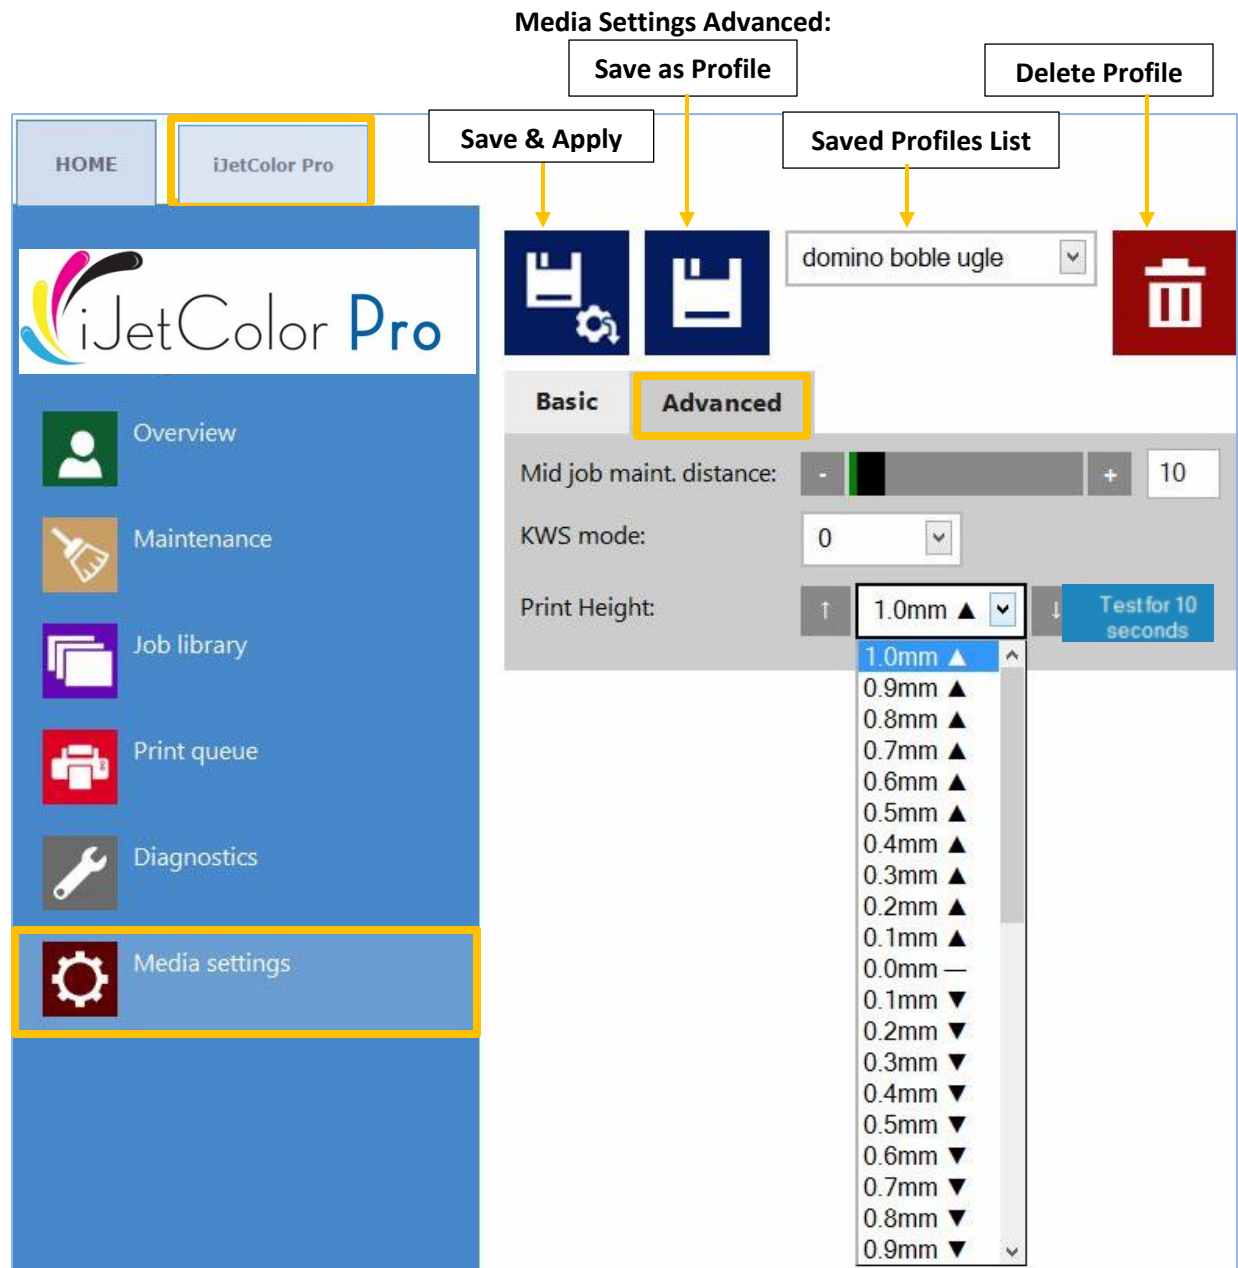 Media Settings Advanced:
Save as Profile
Delete Profile
Save & Apply
Saved Profiles List
HOME
iJetColor Pro
domino boble ugle
iJetColor Pro
Basic
Advanced
Overview
Mid job maint. distance:
-
+
10
Maintenance
KWS mode:
0
Print Height:
↑
1.0mm ▲
↓
Test for 10
seconds
Job library
1.0mm ▲
0.9mm ▲
0.8mm ▲
0.7mm ▲
0.6mm ▲
0.5mm ▲
0.4mm ▲
0.3mm ▲
0.2mm ▲
0.1mm ▲
0.0mm —
0.1mm ▼
0.2mm ▼
0.3mm ▼
0.4mm ▼
0.5mm ▼
0.6mm ▼
0.7mm ▼
0.8mm ▼
0.9mm ▼
Print queue
Diagnostics
Media settings